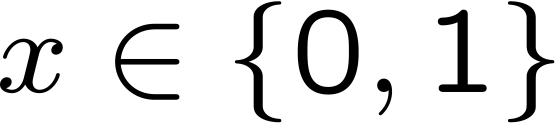 x ∈ {0, 1}